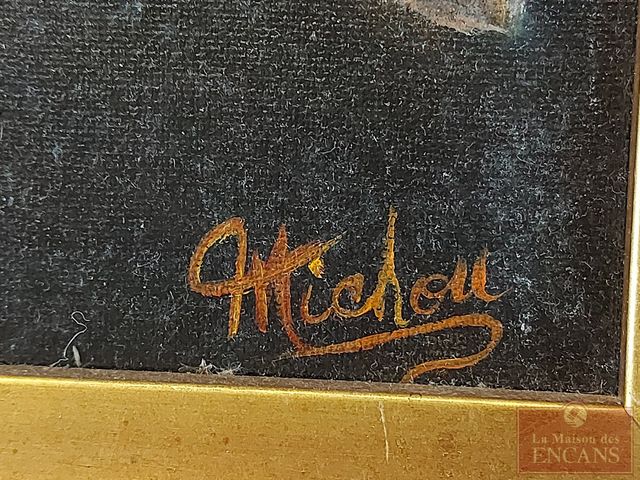 Michou
La Maison des
ENCANS